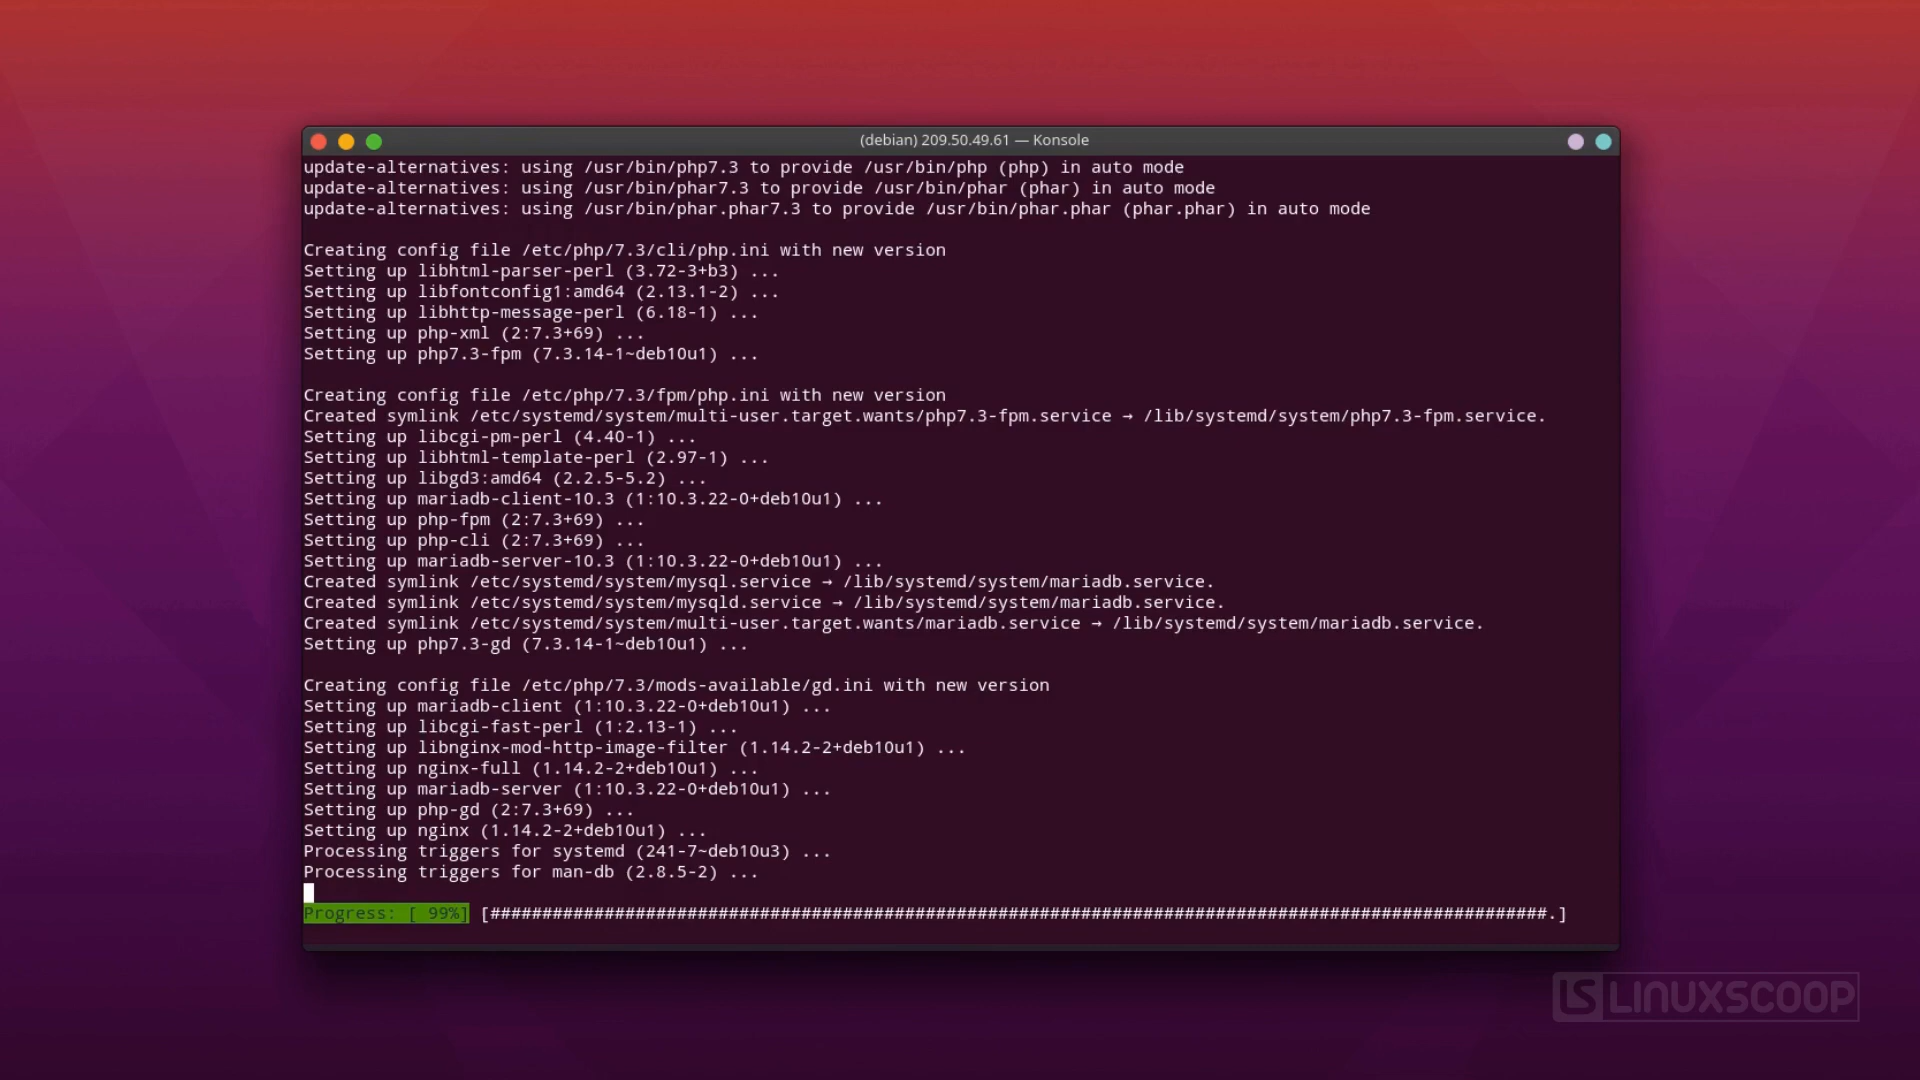 (debian) 209.50.49.61 — Konsole
update-alternatives: using /usr/bin/php7.3 to provide /usr/bin/php (php) in auto mode
update-alternatives: using /usr/bin/phar7.3 to provide /usr/bin/phar (phar) in auto mode
update-alternatives: using /usr/bin/phar.phar7.3 to provide /usr/bin/phar.phar (phar.phar) in auto mode
Creating config file /etc/php/7.3/cli/php.ini with new version
Setting up libhtml-parser-perl (3.72-3+b3) ...
Setting up libfontconfig1:amd64 (2.13.1-2) ...
Setting up libhttp-message-perl (6.18-1) ...
Setting up php-xml (2:7.3+69) ...
Setting up php7.3-fpm (7.3.14-1~deb10u1) ...
Creating config file /etc/php/7.3/fpm/php.ini with new version
Created symlink /etc/systemd/system/multi-user.target.wants/php7.3-fpm.service → /lib/systemd/system/php7.3-fpm.service.
Setting up libcgi-pm-perl (4.40-1) ...
Setting up libhtml-template-perl (2.97-1) ...
Setting up libgd3:amd64 (2.2.5-5.2) ...
Setting up mariadb-client-10.3 (1:10.3.22-0+deb10u1) ...
Setting up php-fpm (2:7.3+69) ...
Setting up php-cli (2:7.3+69) ...
Setting up mariadb-server-10.3 (1:10.3.22-0+deb10u1) ...
Created symlink /etc/systemd/system/mysql.service → /lib/systemd/system/mariadb.service.
Created symlink /etc/systemd/system/mysqld.service → /lib/systemd/system/mariadb.service.
Created symlink /etc/systemd/system/multi-user.target.wants/mariadb.service → /lib/systemd/system/mariadb.service.
Setting up php7.3-gd (7.3.14-1~deb10u1) ...
Creating config file /etc/php/7.3/mods-available/gd.ini with new version
Setting up mariadb-client (1:10.3.22-0+deb10u1) ...
Setting up libcgi-fast-perl (1:2.13-1) ...
Setting up libnginx-mod-http-image-filter (1.14.2-2+deb10u1) ...
Setting up nginx-full (1.14.2-2+deb10u1) ...
Setting up mariadb-server (1:10.3.22-0+deb10u1) ...
Setting up php-gd (2:7.3+69) ...
Setting up nginx (1.14.2-2+deb10u1) ...
Processing triggers for systemd (241-7~deb10u3) ...
Processing triggers for man-db (2.8.5-2) ...
Progress: [ 99%] [######################################################################################################.]
LS LINUXSCOOP